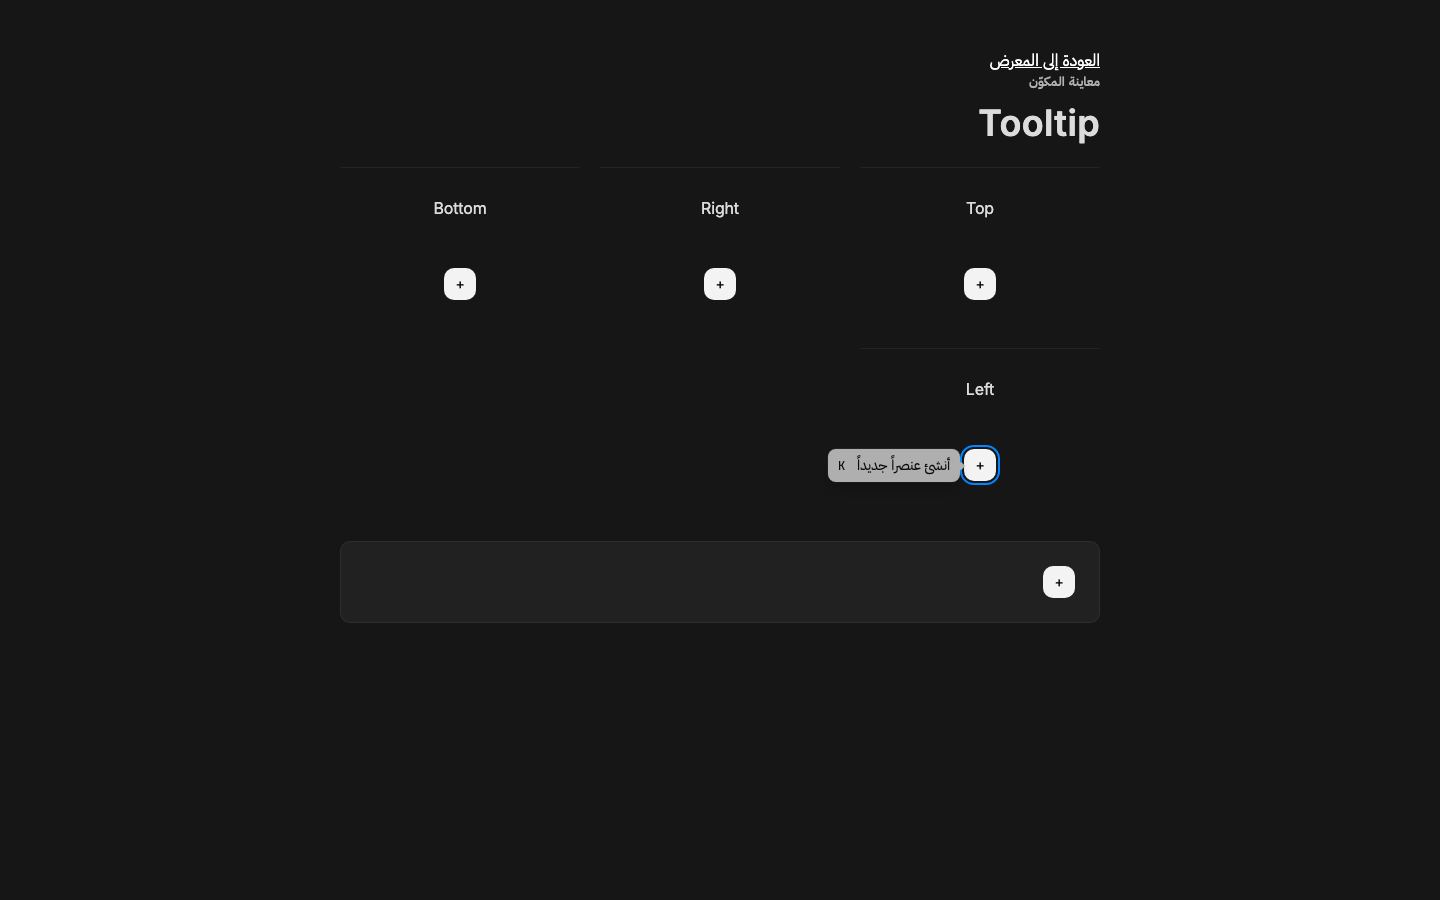 العودة إلى المعرض
معاينة المكوّن
Tooltip
Top
Right
Bottom
+
+
+
Left
+
أنشئ عنصراً جديداً K
+